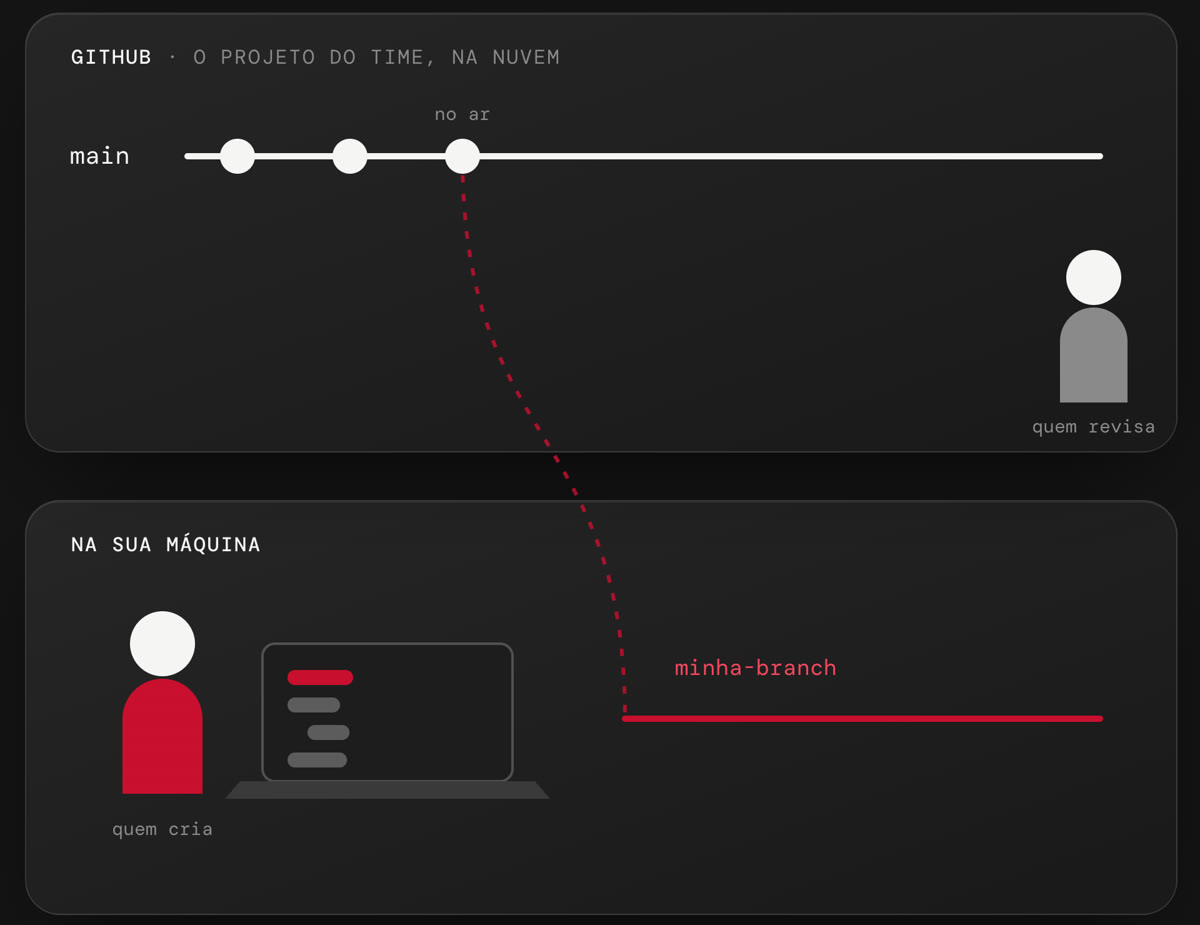 GITHUB · O PROJETO DO TIME, NA NUVEM
no ar
main
quem revisa
NA SUA MÁQUINA
minha-branch
quem cria